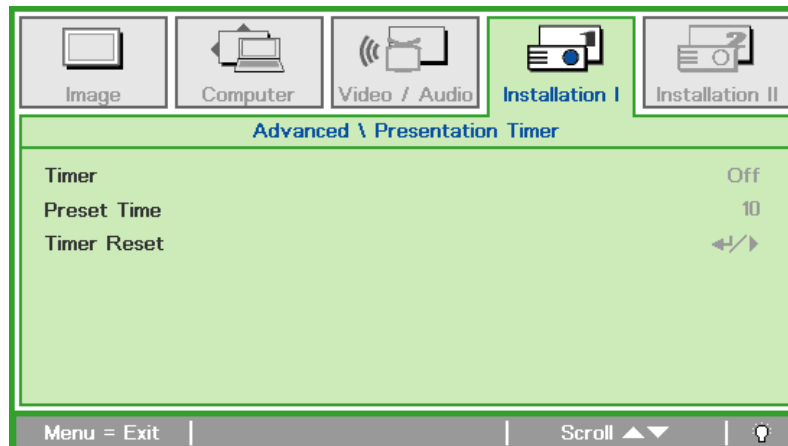 Image
Computer
Video / Audio
Installation I
Installation II
Advanced \ Presentation Timer
Timer Off
Preset Time 10
Timer Reset ↵/▶
Menu = Exit Scroll ▲▼